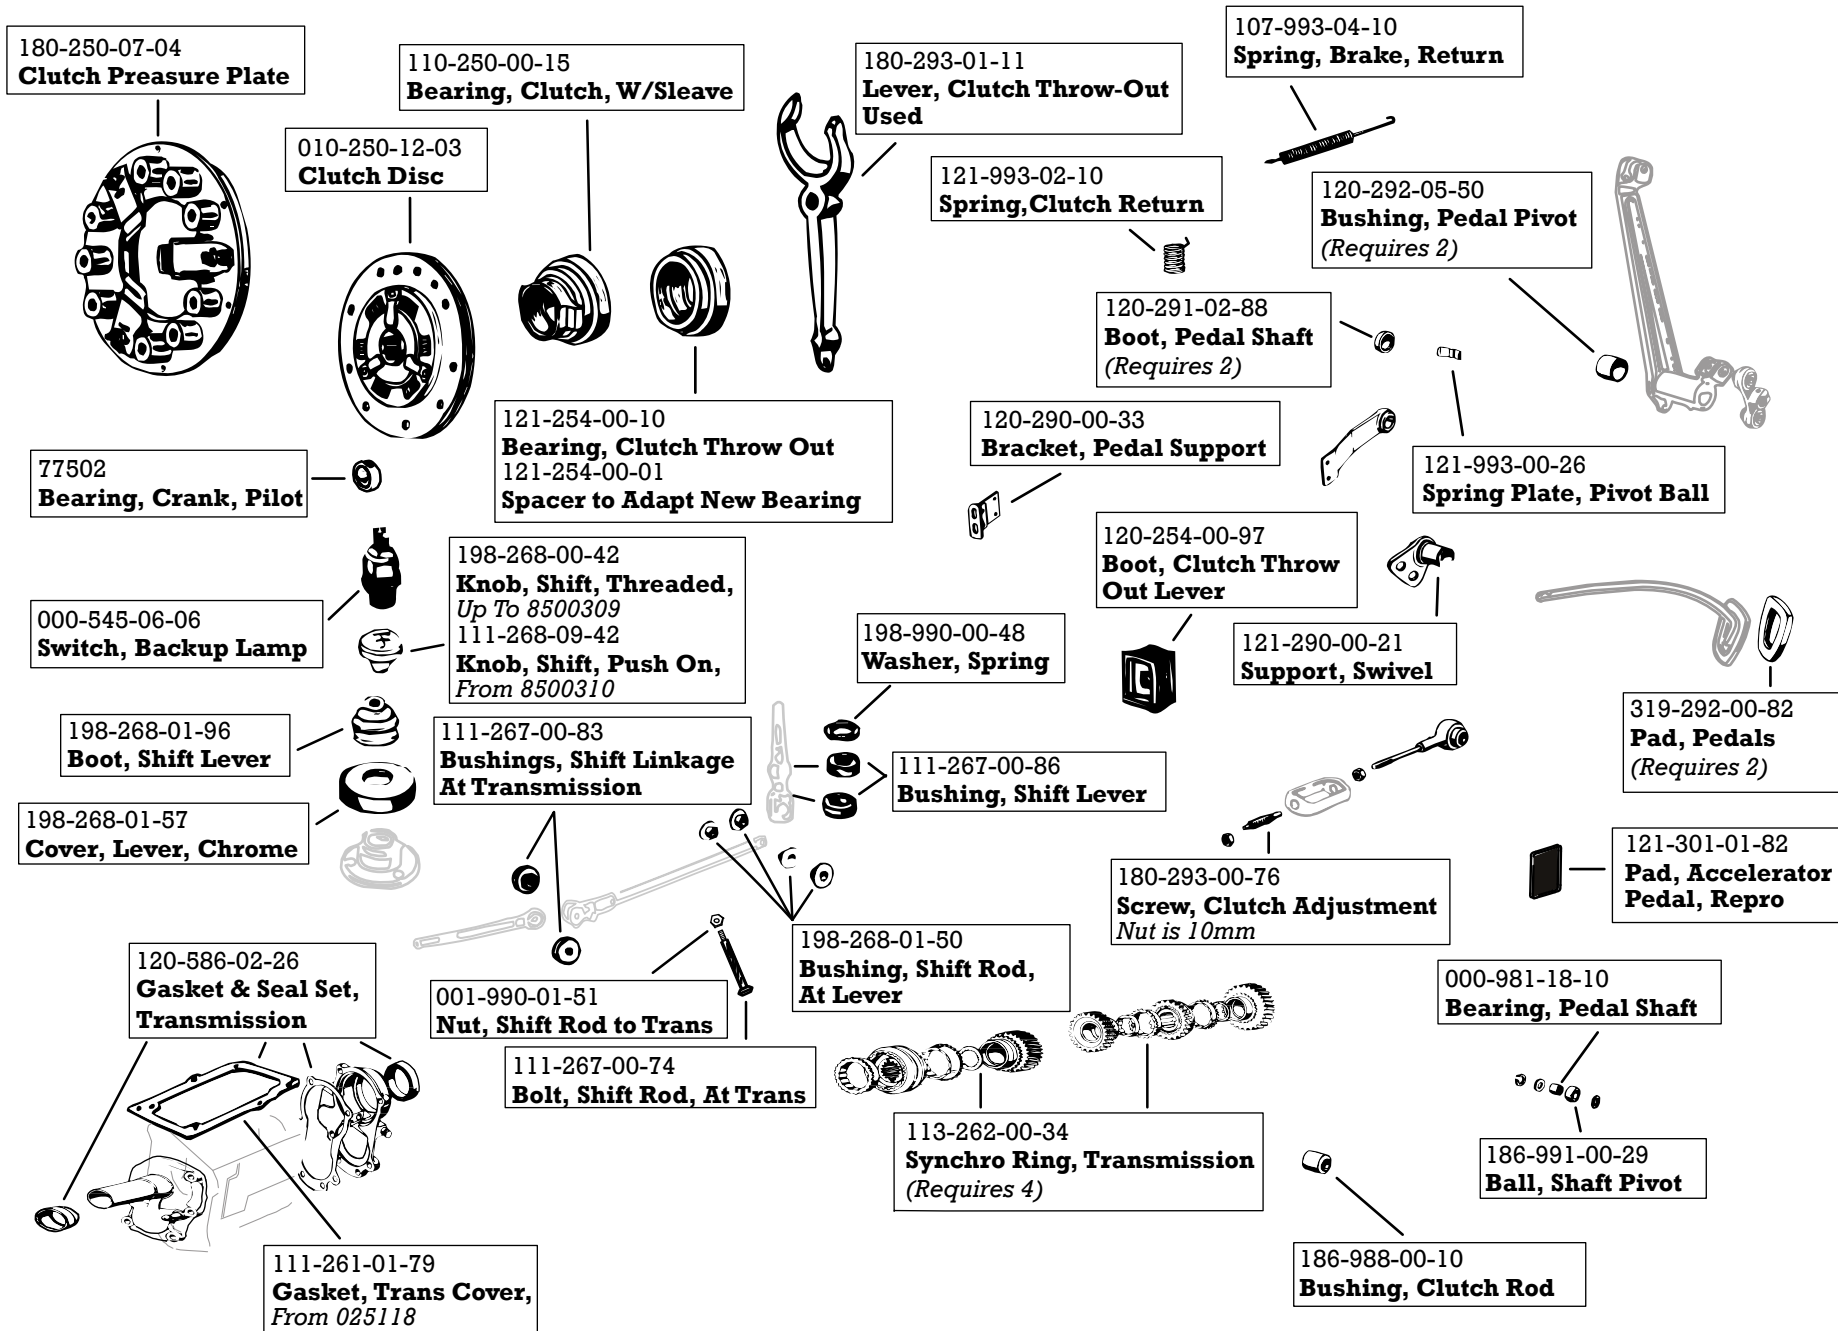 180-250-07-04
Clutch Preasure Plate
110-250-00-15
Bearing, Clutch, W/Sleave
180-293-01-11
Lever, Clutch Throw-Out
Used
107-993-04-10
Spring, Brake, Return
010-250-12-03
Clutch Disc
121-993-02-10
Spring,Clutch Return
120-292-05-50
Bushing, Pedal Pivot
(Requires 2)
120-291-02-88
Boot, Pedal Shaft
(Requires 2)
121-254-00-10
Bearing, Clutch Throw Out
121-254-00-01
Spacer to Adapt New Bearing
120-290-00-33
Bracket, Pedal Support
121-993-00-26
Spring Plate, Pivot Ball
77502
Bearing, Crank, Pilot
198-268-00-42
Knob, Shift, Threaded,
Up To 8500309
111-268-09-42
Knob, Shift, Push On,
From 8500310
120-254-00-97
Boot, Clutch Throw
Out Lever
000-545-06-06
Switch, Backup Lamp
198-990-00-48
Washer, Spring
121-290-00-21
Support, Swivel
198-268-01-96
Boot, Shift Lever
111-267-00-83
Bushings, Shift Linkage
At Transmission
111-267-00-86
Bushing, Shift Lever
319-292-00-82
Pad, Pedals
(Requires 2)
198-268-01-57
Cover, Lever, Chrome
180-293-00-76
Screw, Clutch Adjustment
Nut is 10mm
121-301-01-82
Pad, Accelerator
Pedal, Repro
120-586-02-26
Gasket & Seal Set,
Transmission
198-268-01-50
Bushing, Shift Rod,
At Lever
001-990-01-51
Nut, Shift Rod to Trans
000-981-18-10
Bearing, Pedal Shaft
111-267-00-74
Bolt, Shift Rod, At Trans
113-262-00-34
Synchro Ring, Transmission
(Requires 4)
186-991-00-29
Ball, Shaft Pivot
111-261-01-79
Gasket, Trans Cover,
From 025118
186-988-00-10
Bushing, Clutch Rod